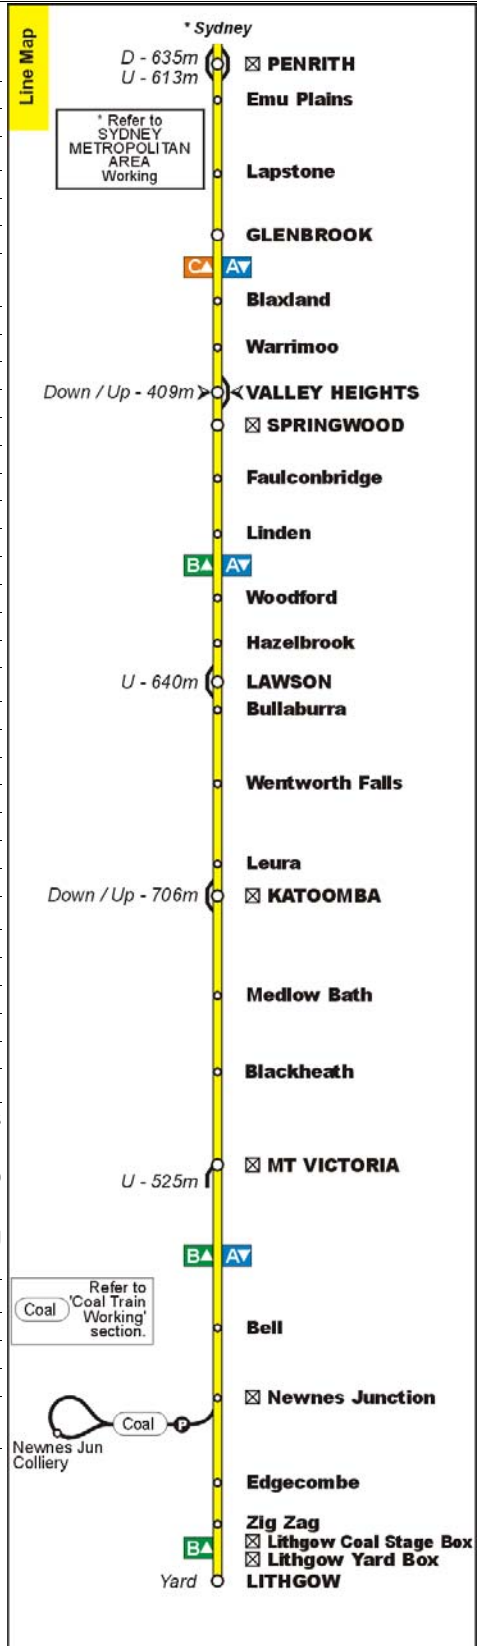 Line Map
* Sydney
D - 635m
U - 613m
☒ PENRITH
Emu Plains
* Refer to
SYDNEY
METROPOLITAN
AREA
Working
Lapstone
GLENBROOK
C▲ A▼
Blaxland
Warrimoo
Down / Up - 409m
VALLEY HEIGHTS
☒ SPRINGWOOD
Faulconbridge
Linden
B▲ A▼
Woodford
Hazelbrook
U - 640m
LAWSON
Bullaburra
Wentworth Falls
Leura
Down / Up - 706m
☒ KATOOMBA
Medlow Bath
Blackheath
☒ MT VICTORIA
U - 525m
B▲ A▼
Coal
Refer to
'Coal Train
Working'
section.
Bell
☒ Newnes Junction
Coal
P
Newnes Jun
Colliery
Edgecombe
Zig Zag
☒ Lithgow Coal Stage Box
B▲
☒ Lithgow Yard Box
Yard
LITHGOW